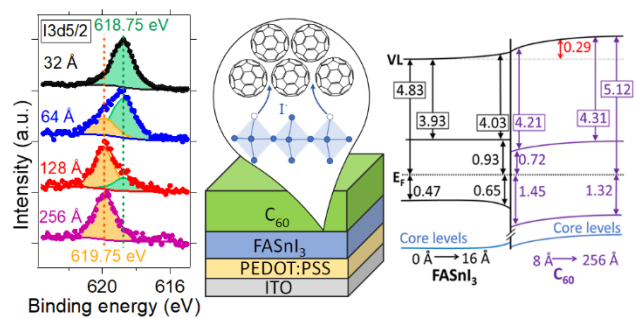 I3d5/2
618.75 eV
32 Å
64 Å
128 Å
256 Å
619.75 eV
Intensity (a.u.)
620
616
Binding energy (eV)
I⁻
C₆₀
FASnI₃
PEDOT:PSS
ITO
VL
0.29
4.83
3.93
4.03
4.21
4.31
5.12
0.93
0.72
E_F
0.47
0.65
1.45
1.32
Core levels
Core levels
0 Å → 16 Å
8 Å → 256 Å
FASnI₃
C₆₀